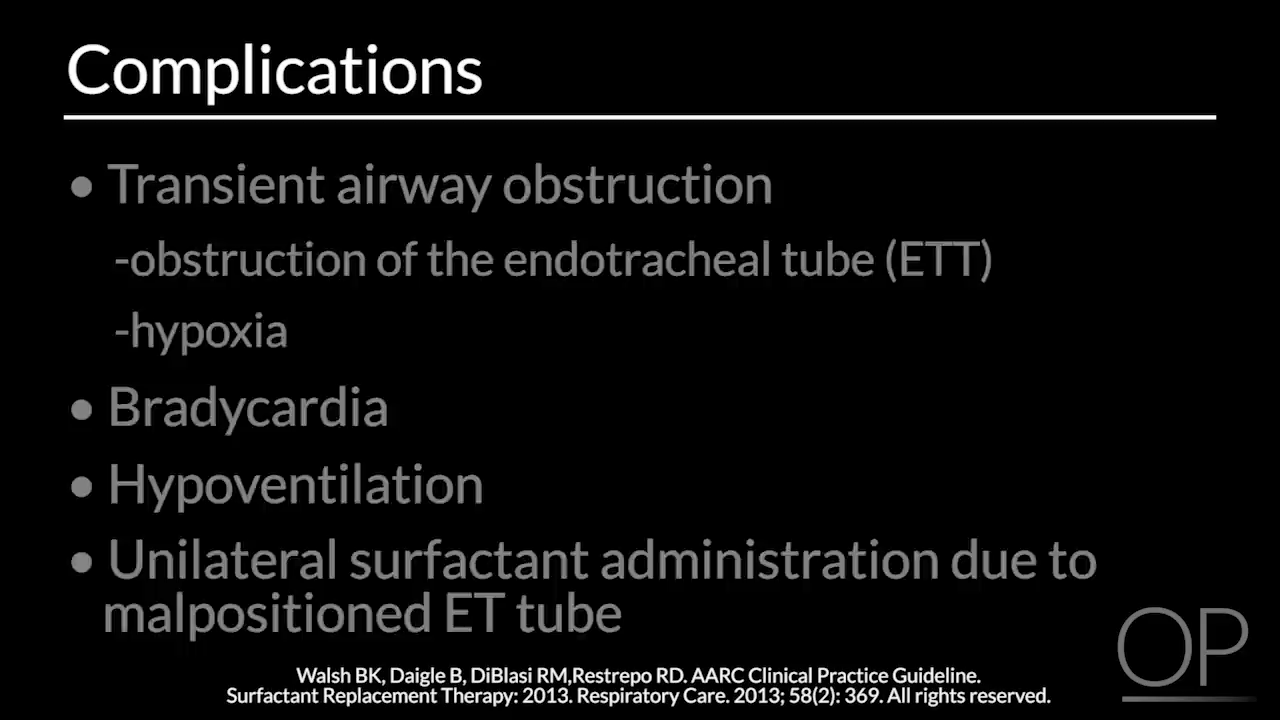 Complications
• Transient airway obstruction
-obstruction of the endotracheal tube (ETT)
-hypoxia
• Bradycardia
• Hypoventilation
• Unilateral surfactant administration due to
malpositioned ET tube
OP
Walsh BK, Daigle B, DiBlasi RM,Restrepo RD. AARC Clinical Practice Guideline.
Surfactant Replacement Therapy: 2013. Respiratory Care. 2013; 58(2): 369. All rights reserved.